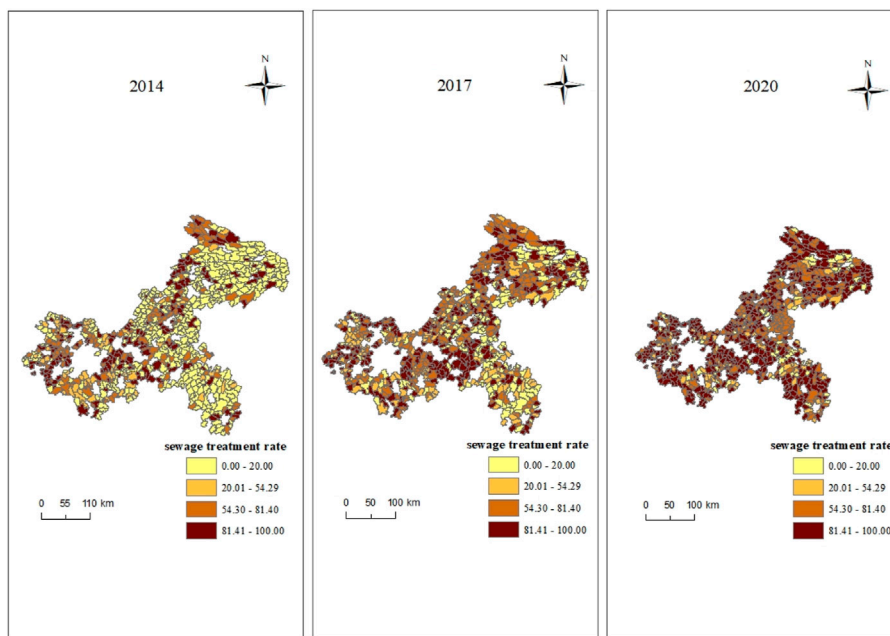 N
2014
sewage treatment rate
0.00 - 20.00
20.01 - 54.29
54.30 - 81.40
81.41 - 100.00
0 55 110 km
N
2017
sewage treatment rate
0.00 - 20.00
20.01 - 54.29
54.30 - 81.40
81.41 - 100.00
0 50 100 km
N
2020
sewage treatment rate
0.00 - 20.00
20.01 - 54.29
54.30 - 81.40
81.41 - 100.00
0 50 100 km